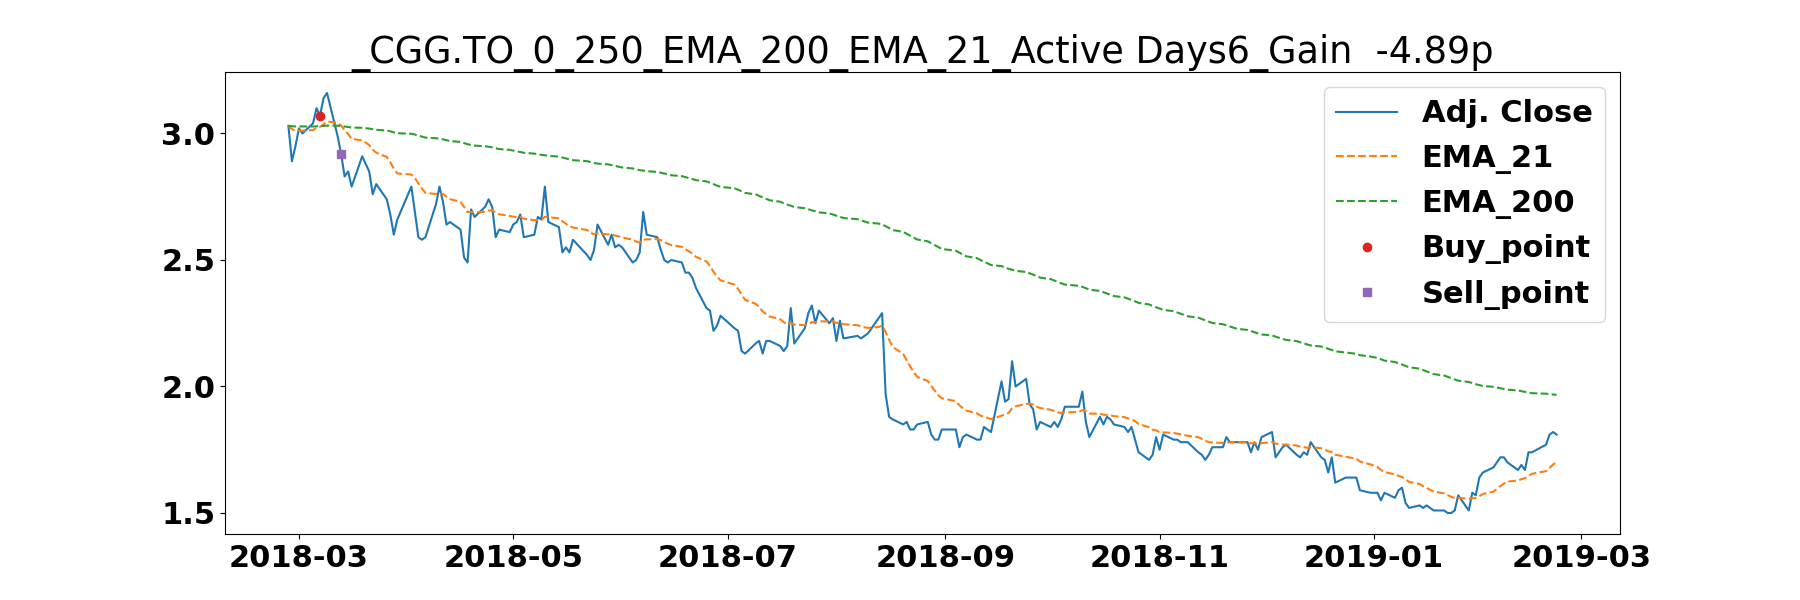 _CGG.TO_0_250_EMA_200_EMA_21_Active Days6_Gain  -4.89p
Adj. Close
EMA_21
EMA_200
Buy_point
Sell_point
3.0
2.5
2.0
1.5
2018-03 2018-05 2018-07 2018-09 2018-11 2019-01 2019-03